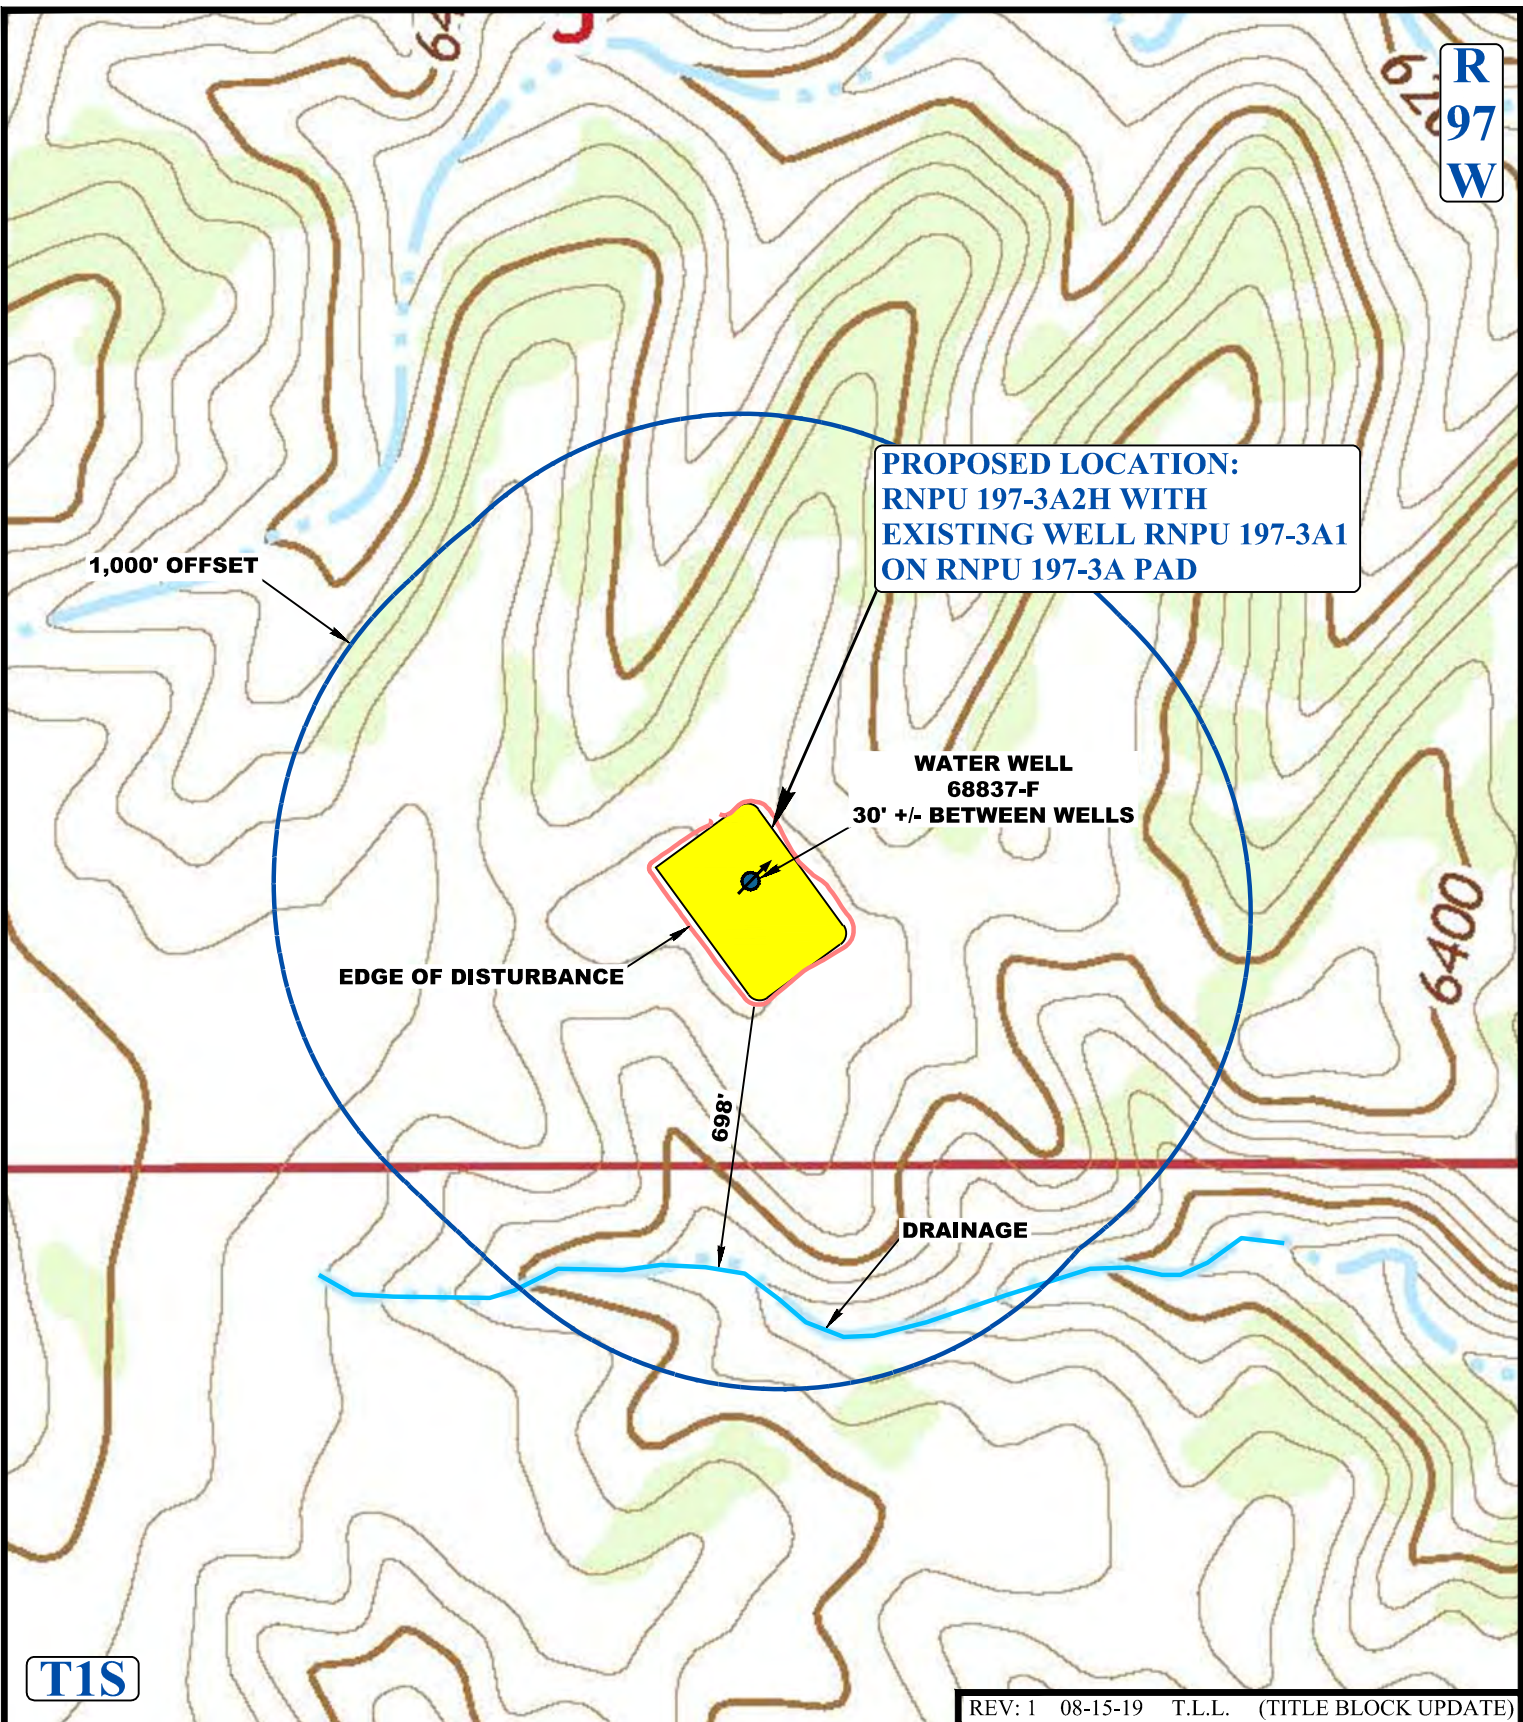 R
97
W
PROPOSED LOCATION:
RNPU 197-3A2H WITH
EXISTING WELL RNPU 197-3A1
ON RNPU 197-3A PAD
1,000' OFFSET
WATER WELL
68837-F
30' +/- BETWEEN WELLS
6400
EDGE OF DISTURBANCE
698'
DRAINAGE
T1S
REV: 1 08-15-19 T.L.L. (TITLE BLOCK UPDATE)